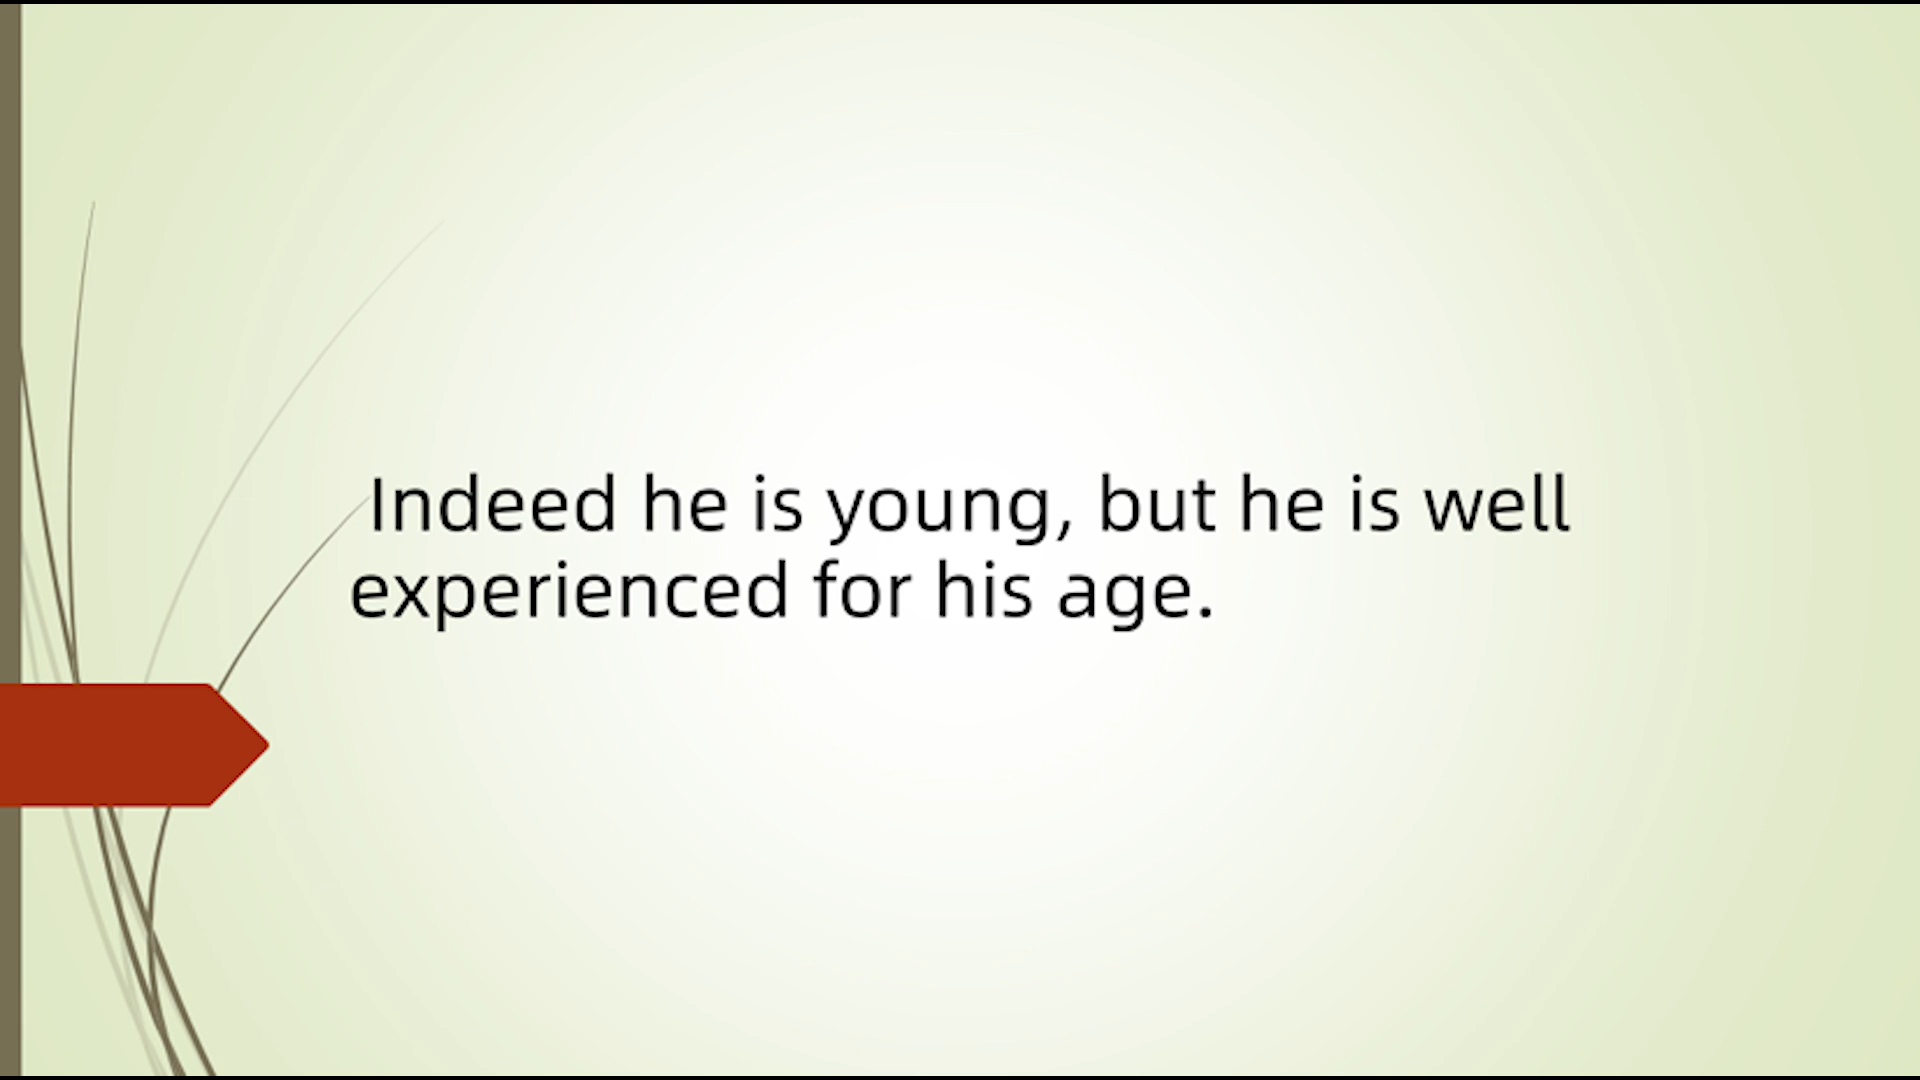 Indeed he is young, but he is well
experienced for his age.